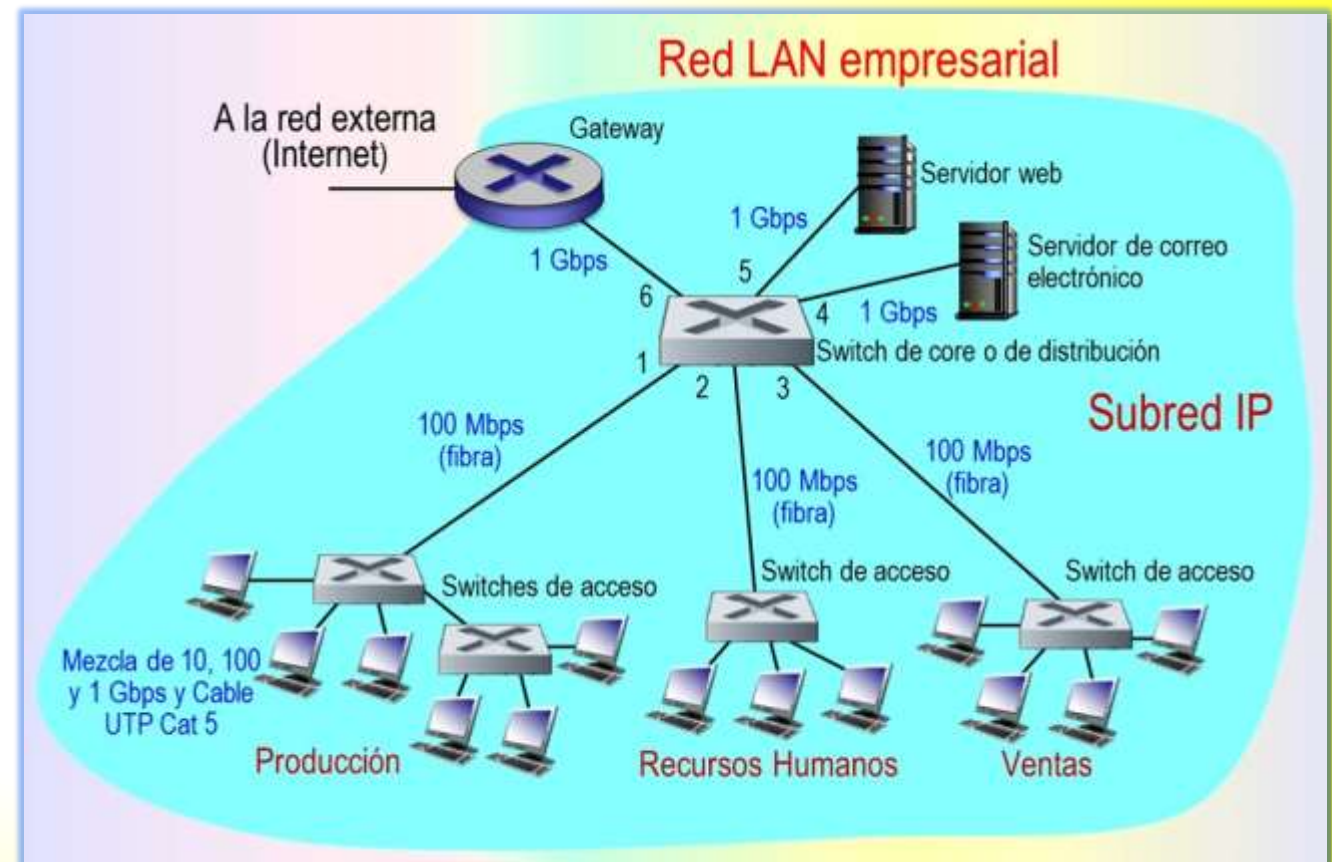 Red LAN empresarial
A la red externa
(Internet)
Gateway
Servidor web
1 Gbps
Servidor de correo
electrónico
1 Gbps
5
6
4
1 Gbps
Switch de core o de distribución
1
2
3
Subred IP
100 Mbps
(fibra)
100 Mbps
(fibra)
100 Mbps
(fibra)
Switches de acceso
Switch de acceso
Switch de acceso
Mezcla de 10, 100
y 1 Gbps y Cable
UTP Cat 5
Producción
Recursos Humanos
Ventas